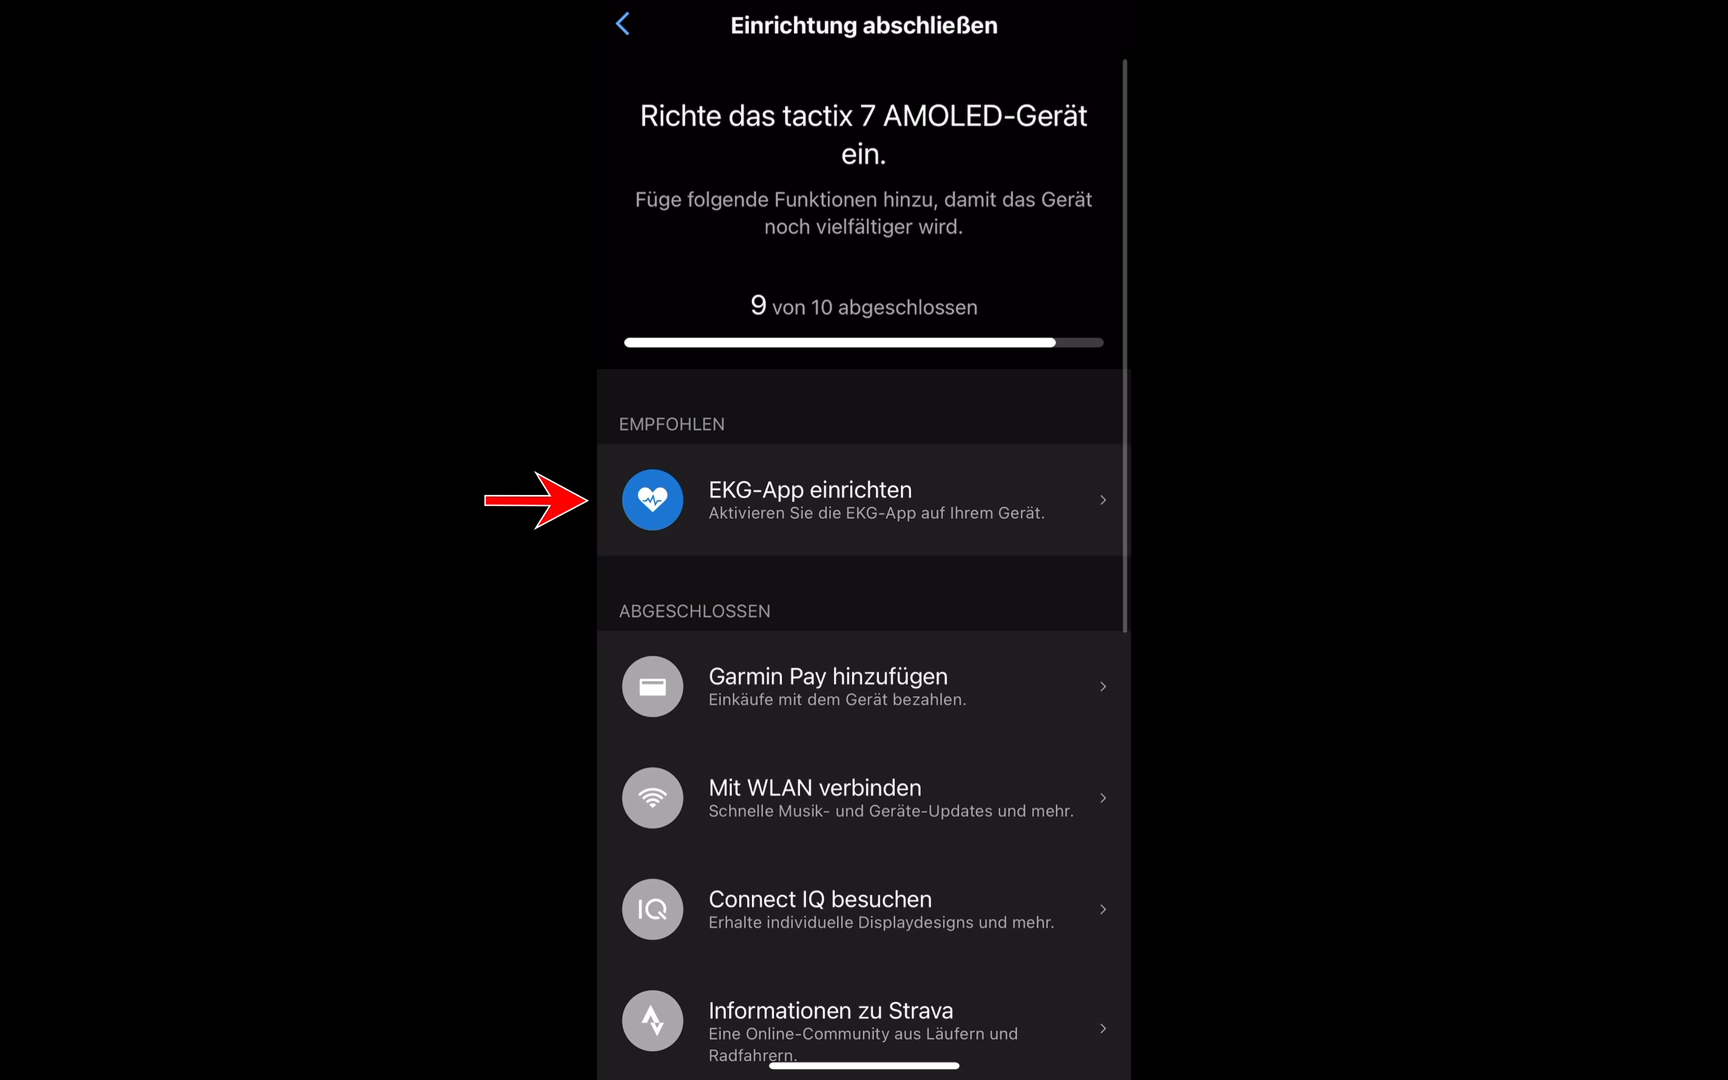 Einrichtung abschließen
Richte das tactix 7 AMOLED-Gerät
ein.
Füge folgende Funktionen hinzu, damit das Gerät
noch vielfältiger wird.
9 von 10 abgeschlossen
EMPFOHLEN
EKG-App einrichten
Aktivieren Sie die EKG-App auf Ihrem Gerät.
ABGESCHLOSSEN
Garmin Pay hinzufügen
Einkäufe mit dem Gerät bezahlen.
Mit WLAN verbinden
Schnelle Musik- und Geräte-Updates und mehr.
IQ
Connect IQ besuchen
Erhalte individuelle Displaydesigns und mehr.
Informationen zu Strava
Eine Online-Community aus Läufern und
Radfahrern.